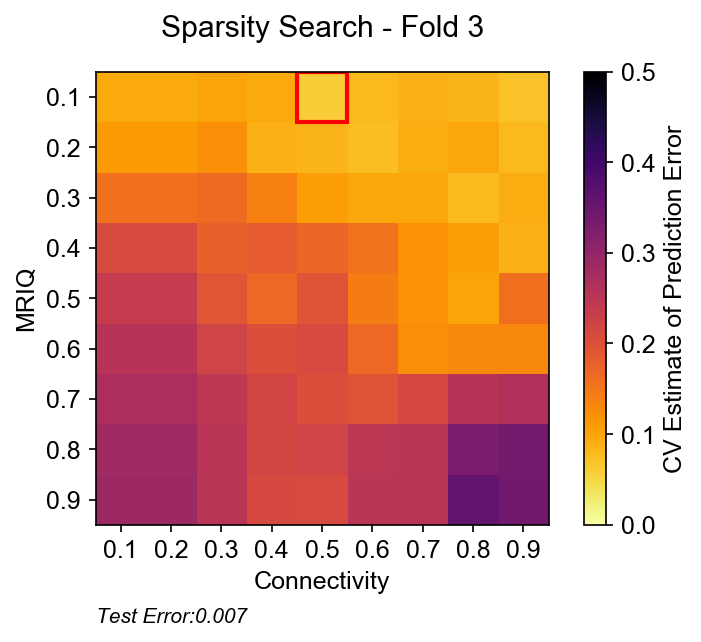 Sparsity Search - Fold 3
MRIQ
0.1
0.2
0.3
0.4
0.5
0.6
0.7
0.8
0.9
0.1 0.2 0.3 0.4 0.5 0.6 0.7 0.8 0.9
Connectivity
Test Error:0.007
0.5
0.4
0.3
0.2
0.1
0.0
CV Estimate of Prediction Error